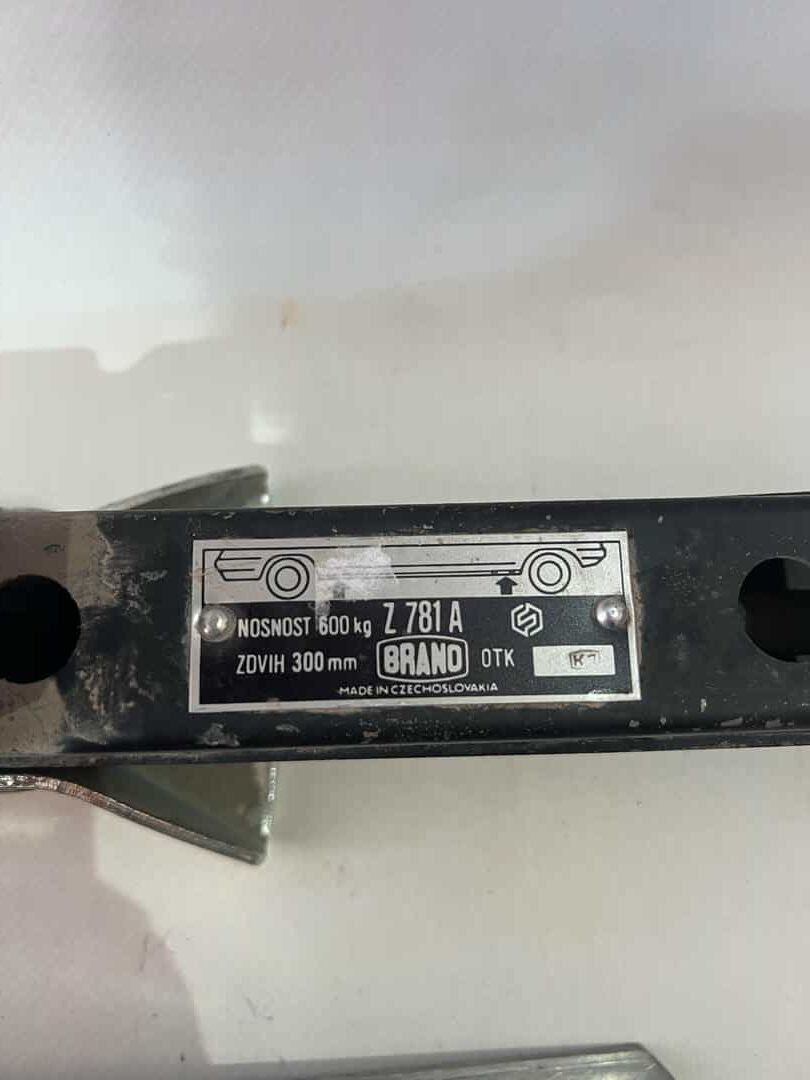 NOSNOST 600 kg Z 781 A
ZDVIH 300 mm BRANO OTK
MADE IN CZECHOSLOVAKIA